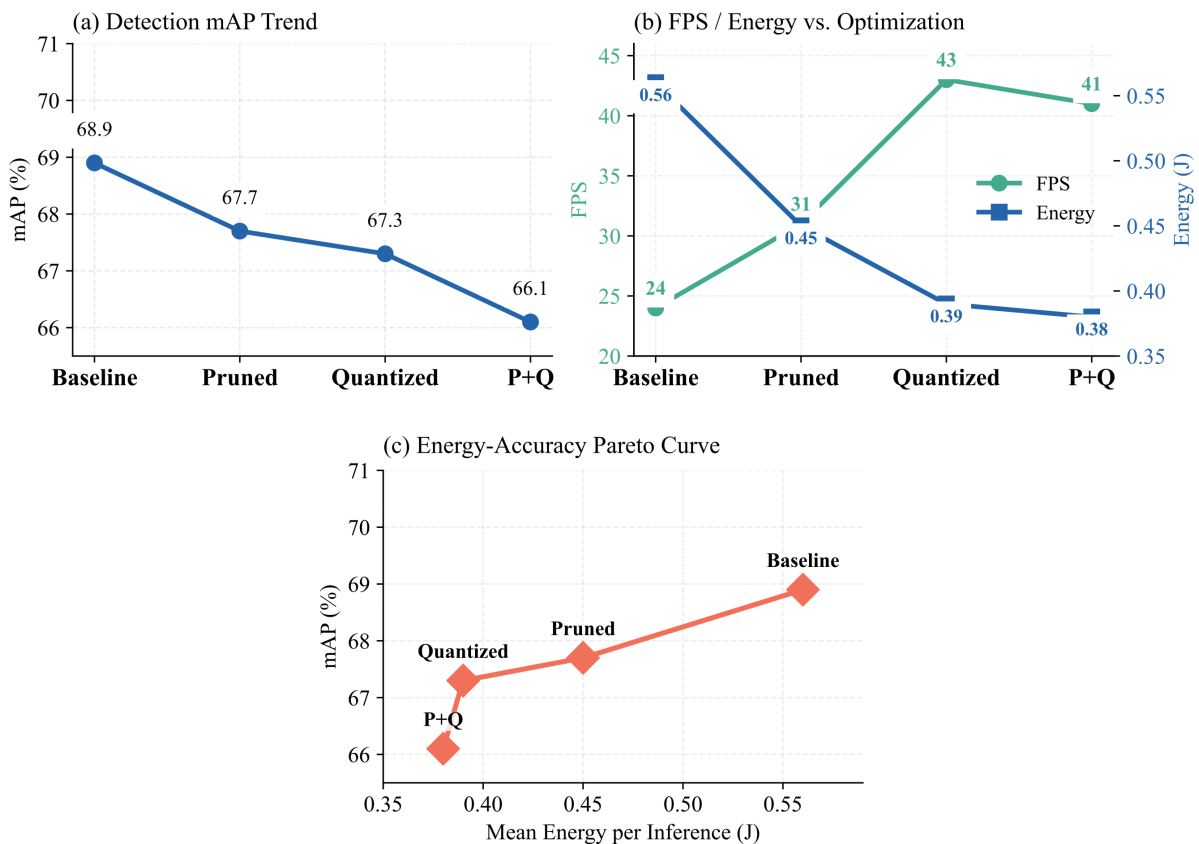 (a) Detection mAP Trend
71
70
69
68
67
66
mAP (%)
68.9
67.7
67.3
66.1
Baseline
Pruned
Quantized
P+Q
(b) FPS / Energy vs. Optimization
45
40
35
30
25
20
FPS
24
31
43
41
0.56
0.45
0.39
0.38
FPS
Energy
0.55
0.50
0.45
0.40
0.35
Energy (J)
Baseline
Pruned
Quantized
P+Q
(c) Energy-Accuracy Pareto Curve
71
70
69
68
67
66
mAP (%)
Baseline
Pruned
Quantized
P+Q
0.35
0.40
0.45
0.50
0.55
Mean Energy per Inference (J)